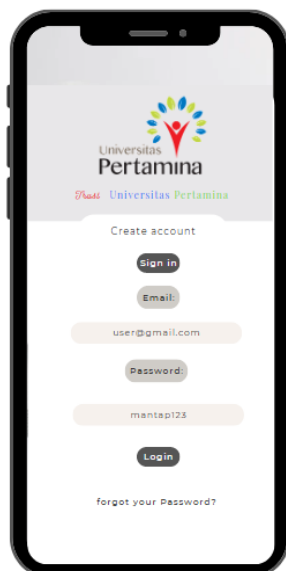 Universitas
Pertamina
Trust Universitas Pertamina
Create account
Sign in
Email:
user@gmail.com
Password:
mantap123
Login
forgot your Password?